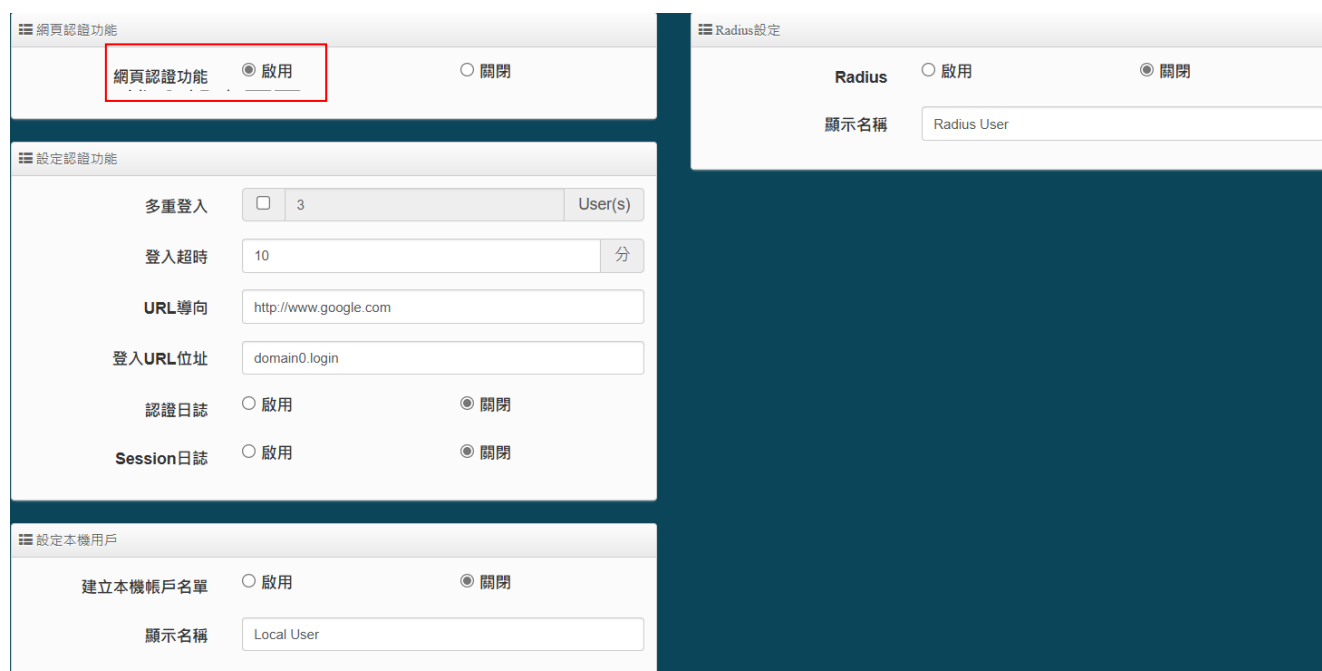 網頁認證功能
網頁認證功能 啟用 關閉
設定認證功能
多重登入 3 User(s)
登入超時 10 分
URL導向 http://www.google.com
登入URL位址 domain0.login
認證日誌 啟用 關閉
Session日誌 啟用 關閉
設定本機用戶
建立本機帳戶名單 啟用 關閉
顯示名稱 Local User
Radius設定
Radius 啟用 關閉
顯示名稱 Radius User